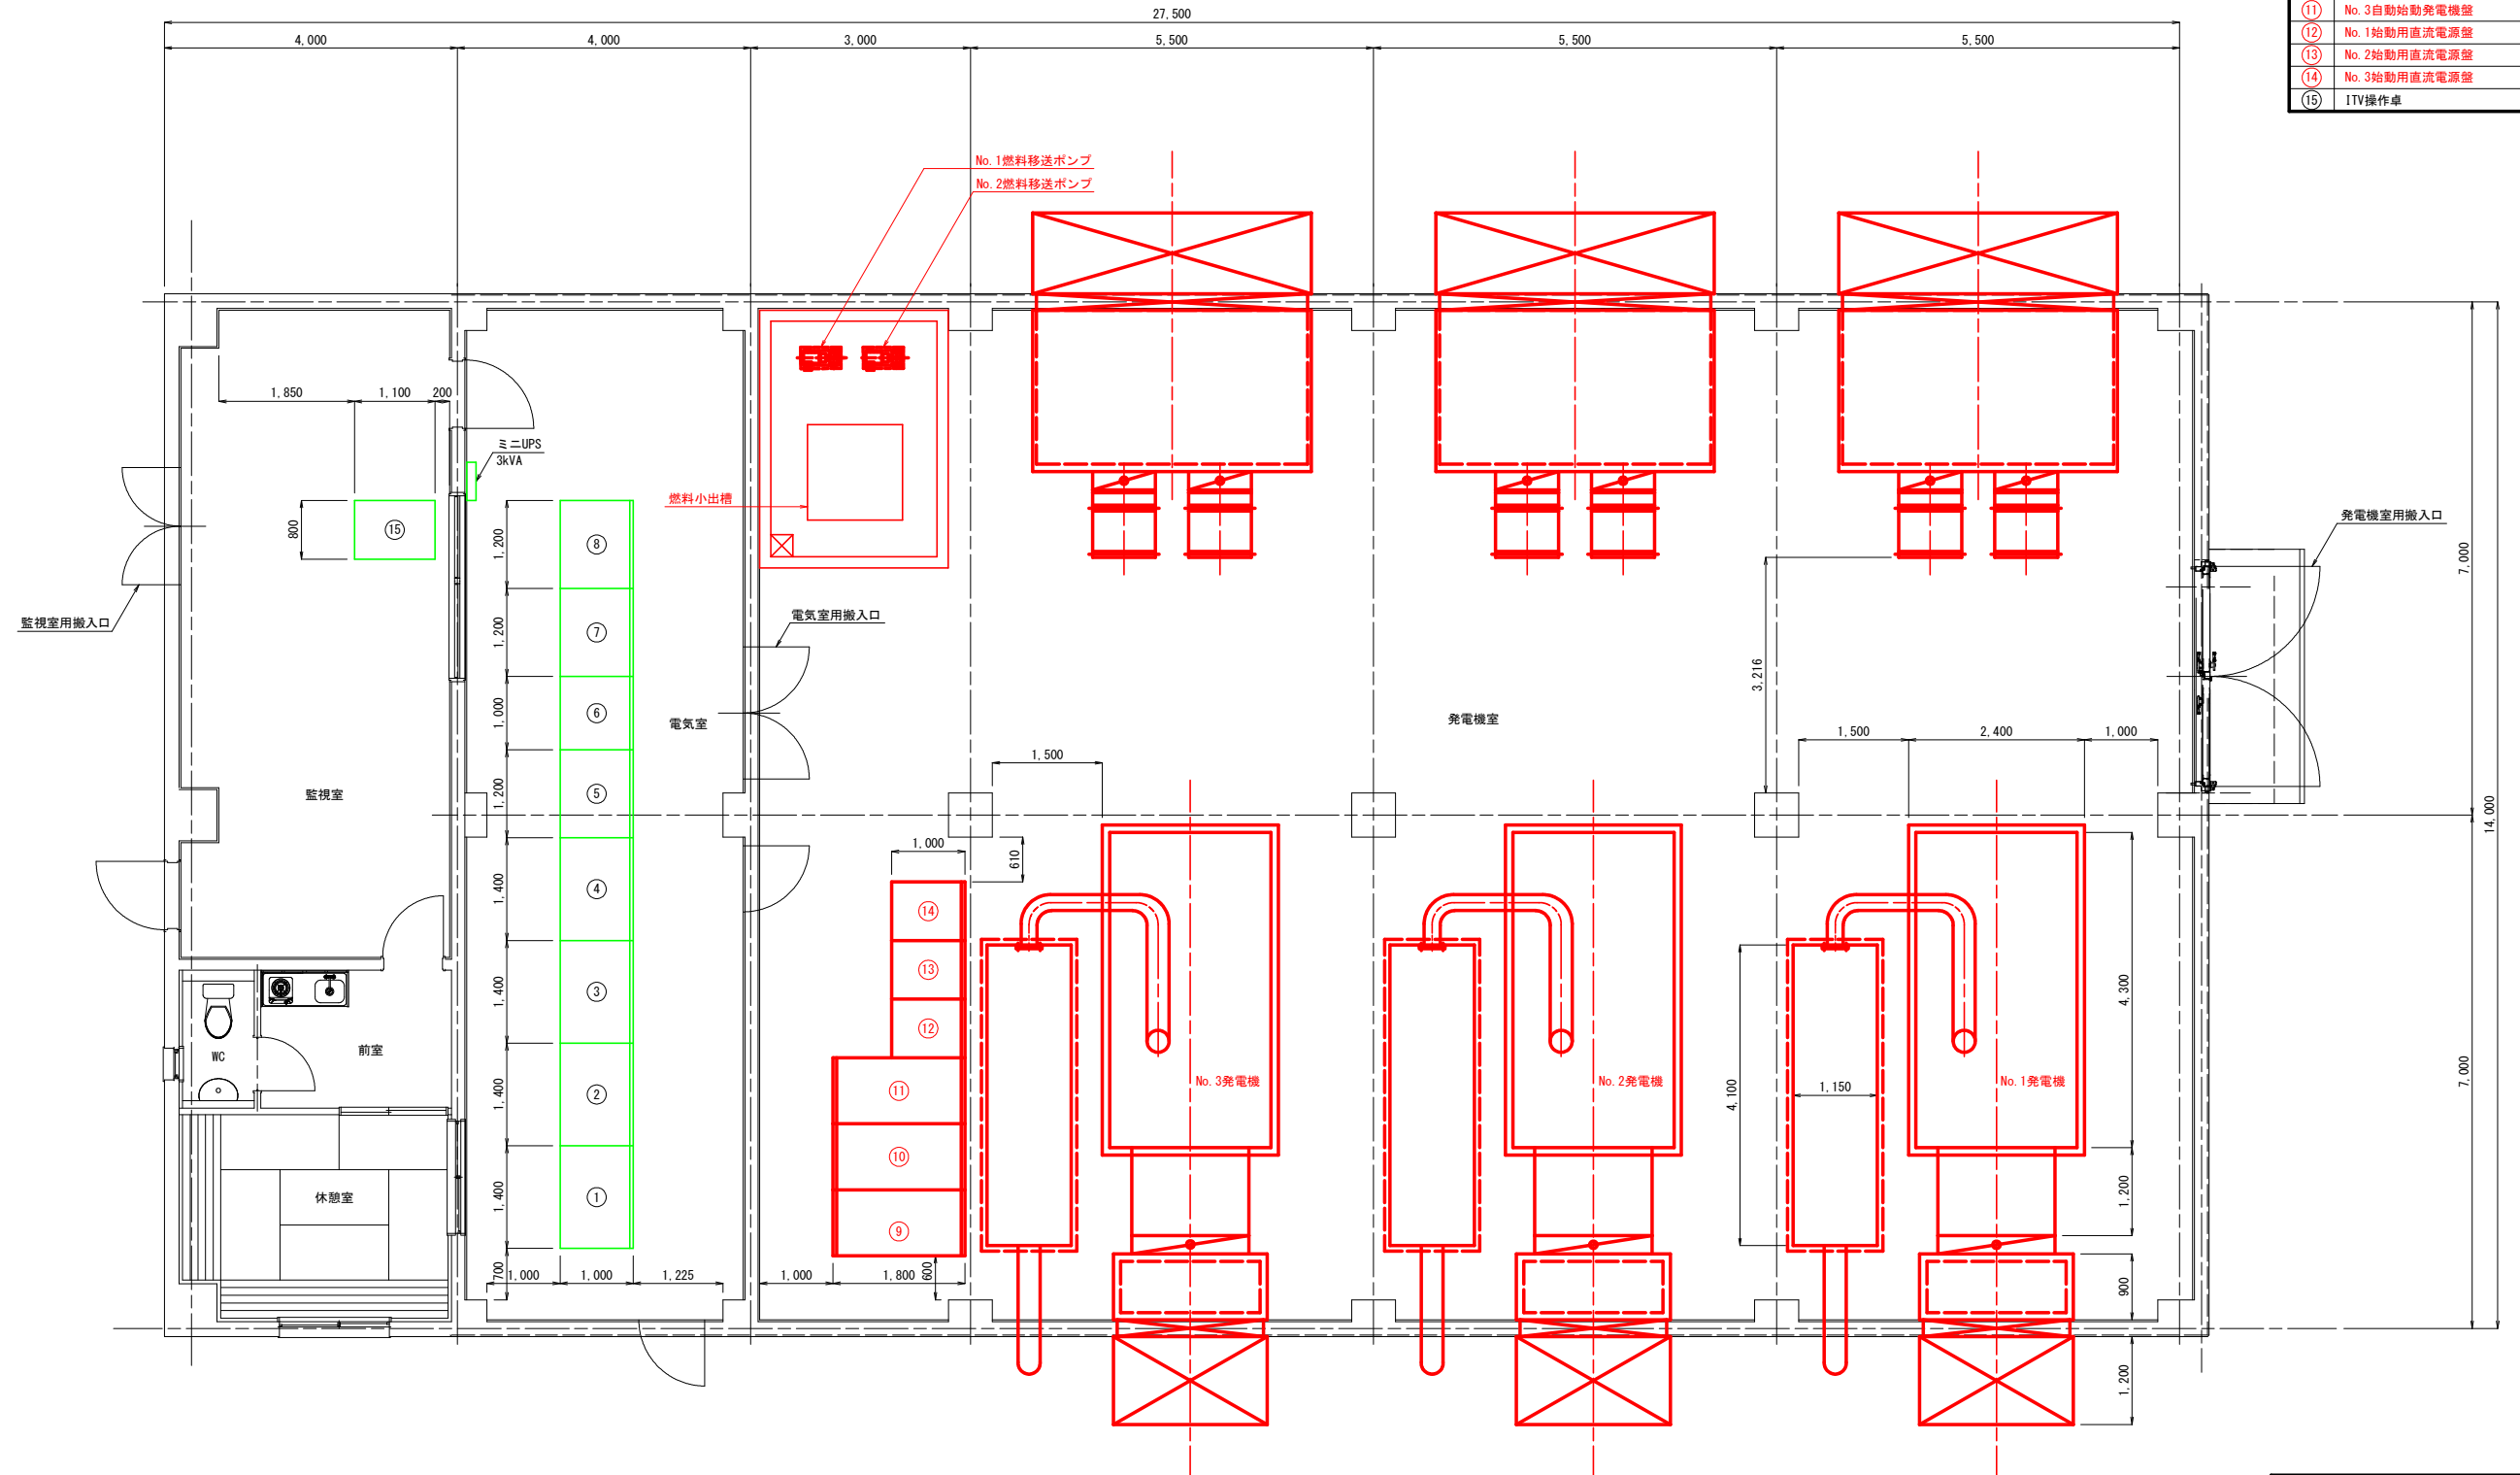 27,500
4,000
4,000
3,000
5,500
5,500
5,500
⑪ No.3自動始動発電機盤
⑫ No.1始動用直流電源盤
⑬ No.2始動用直流電源盤
⑭ No.3始動用直流電源盤
⑮ ITV操作卓
No.1燃料移送ポンプ
No.2燃料移送ポンプ
1,850
1,100
200
ミニUPS
3kVA
燃料小出槽
800
⑮
1,200
⑧
発電機室用搬入口
7,000
監視室用搬入口
1,200
⑦
電気室用搬入口
3,216
1,000
⑥
電気室
発電機室
1,500
1,500
2,400
1,000
監視室
1,200
⑤
14,000
1,000
610
1,400
④
⑭
⑬
⑫
1,400
③
4,300
WC
前室
1,400
②
⑪
No.3発電機
No.2発電機
No.1発電機
4,100
1,150
7,000
⑩
休憩室
1,400
①
⑨
1,200
700
1,000
1,000
1,225
1,000
1,800
600
900
1,200